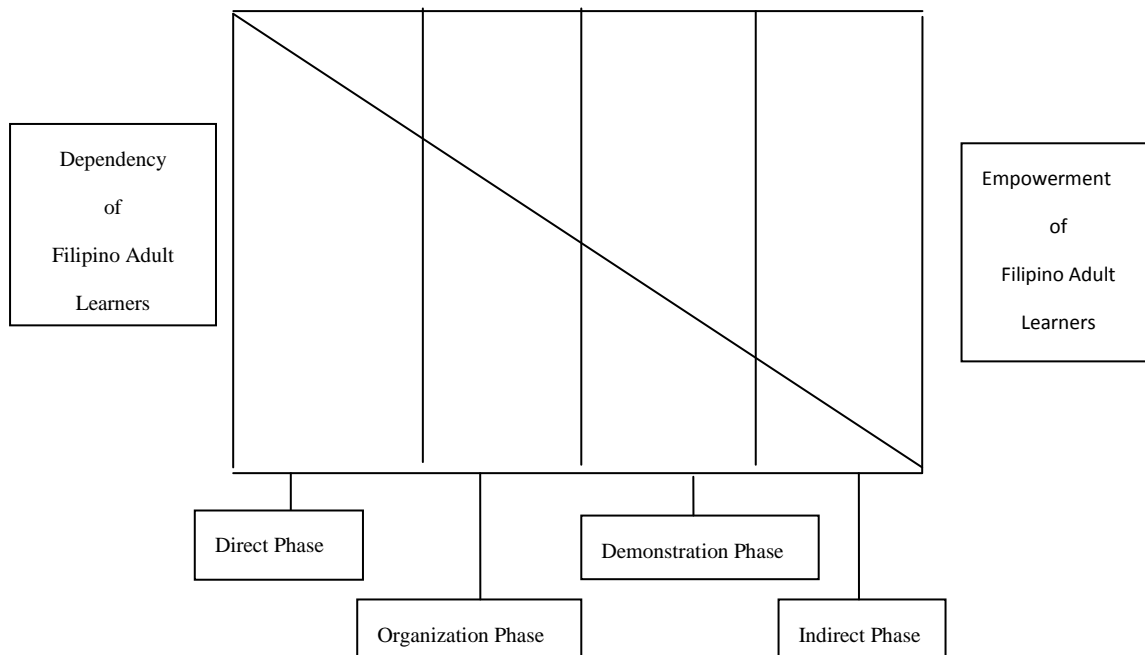 Dependency
of
Filipino Adult
Learners
Empowerment
of
Filipino Adult
Learners
Direct Phase
Demonstration Phase
Organization Phase
Indirect Phase